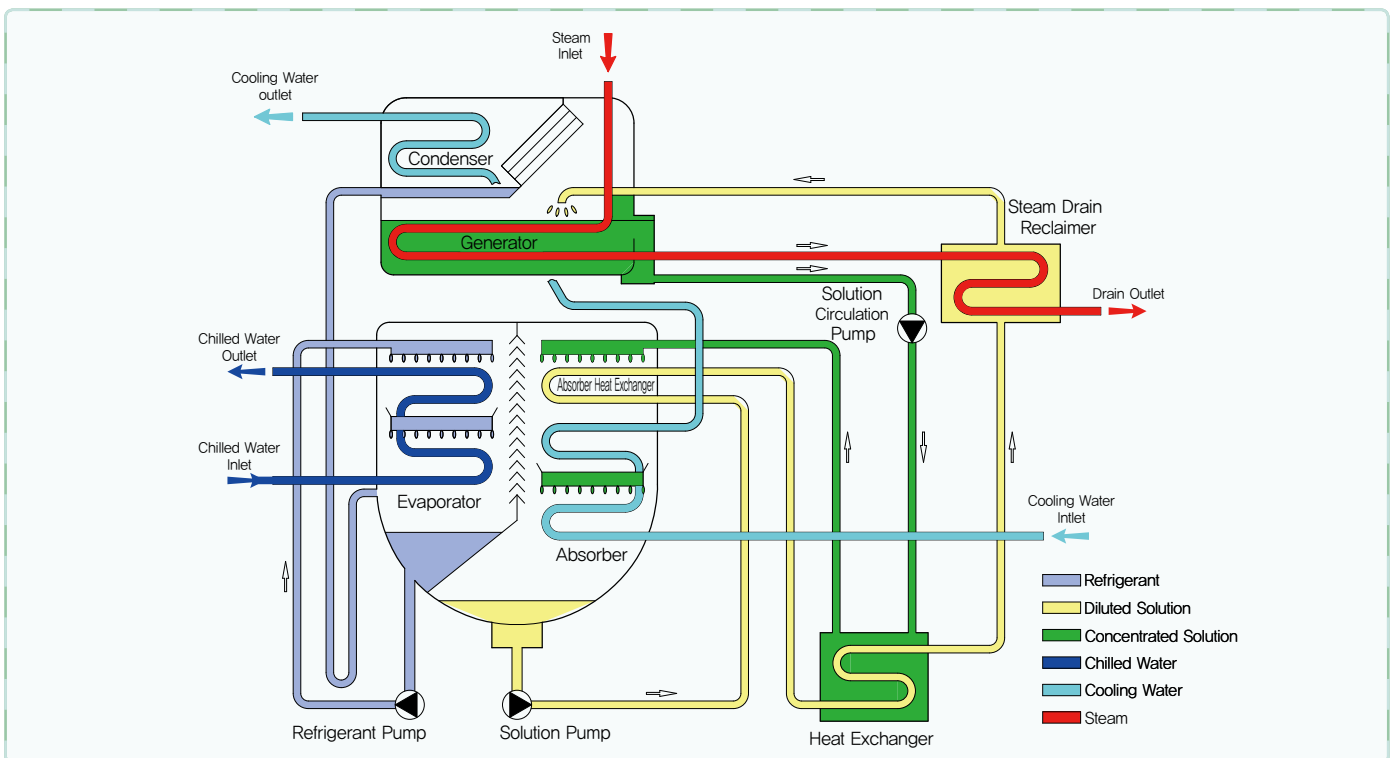 Steam
Inlet
Cooling Water
outlet
Condenser
Steam Drain
Reclaimer
Generator
Solution
Circulation
Pump
Drain Outlet
Chilled Water
Outlet
Absorber Heat Exchanger
Chilled Water
Inlet
Evaporator
Cooling Water
Intlet
Absorber
Refrigerant
Diluted Solution
Concentrated Solution
Chilled Water
Cooling Water
Steam
Refrigerant Pump
Solution Pump
Heat Exchanger